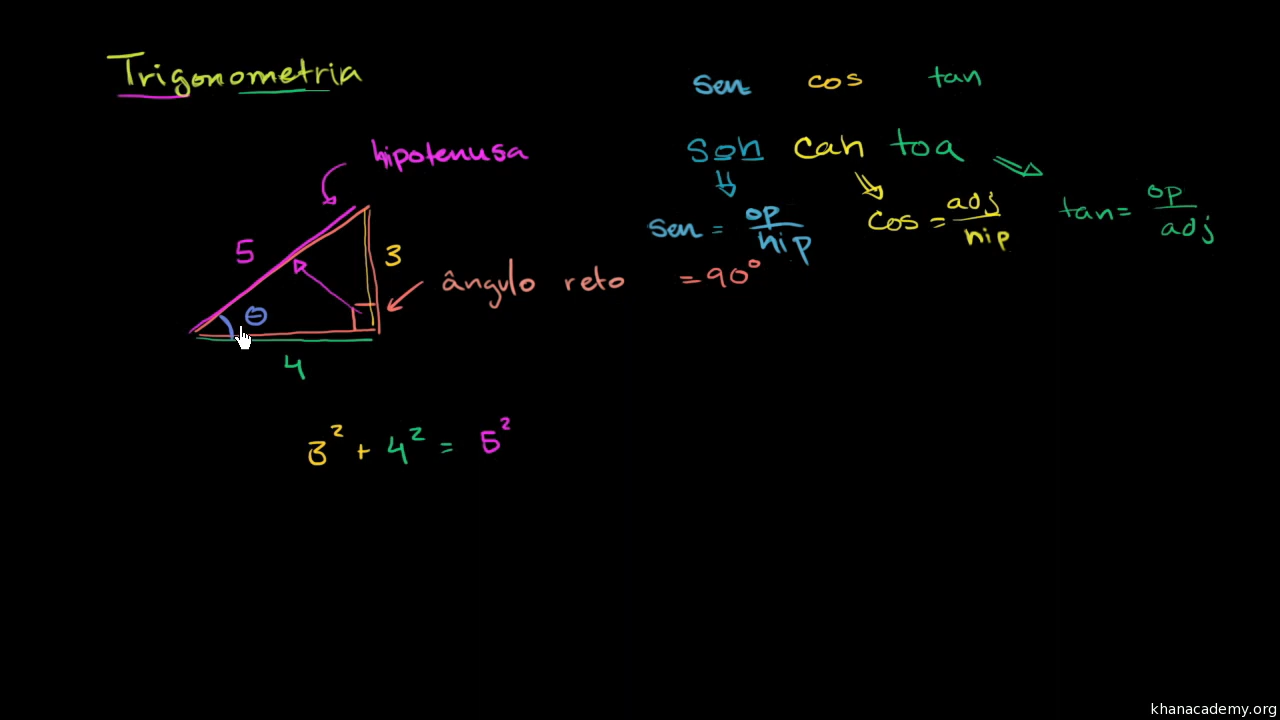 Trigonometria
sen cos tan
hipotenusa
soh cah toa
sen = op/hip
cos = adj/hip
tan = op/adj
5
3
ângulo reto = 90°
θ
4
3² + 4² = 5²
khanacademy.org